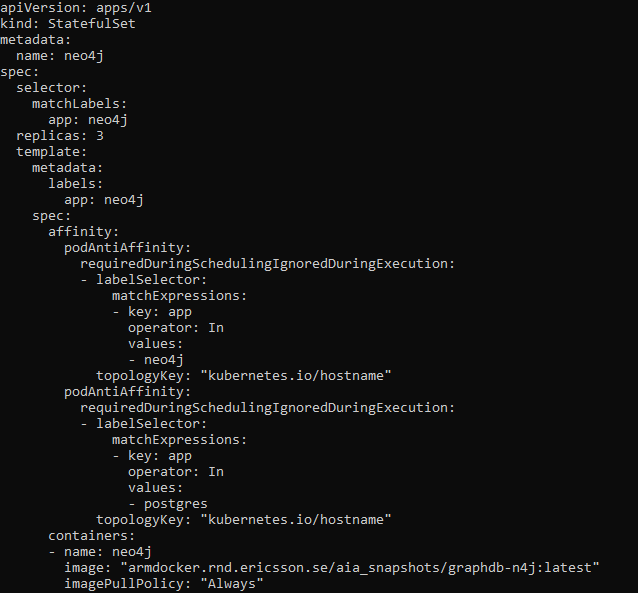 apiVersion: apps/v1
kind: StatefulSet
metadata:
  name: neo4j
spec:
  selector:
    matchLabels:
      app: neo4j
  replicas: 3
  template:
    metadata:
      labels:
        app: neo4j
    spec:
      affinity:
        podAntiAffinity:
          requiredDuringSchedulingIgnoredDuringExecution:
          - labelSelector:
              matchExpressions:
              - key: app
                operator: In
                values:
                - neo4j
            topologyKey: "kubernetes.io/hostname"
        podAntiAffinity:
          requiredDuringSchedulingIgnoredDuringExecution:
          - labelSelector:
              matchExpressions:
              - key: app
                operator: In
                values:
                - postgres
            topologyKey: "kubernetes.io/hostname"
      containers:
      - name: neo4j
        image: "armdocker.rnd.ericsson.se/aia_snapshots/graphdb-n4j:latest"
        imagePullPolicy: "Always"